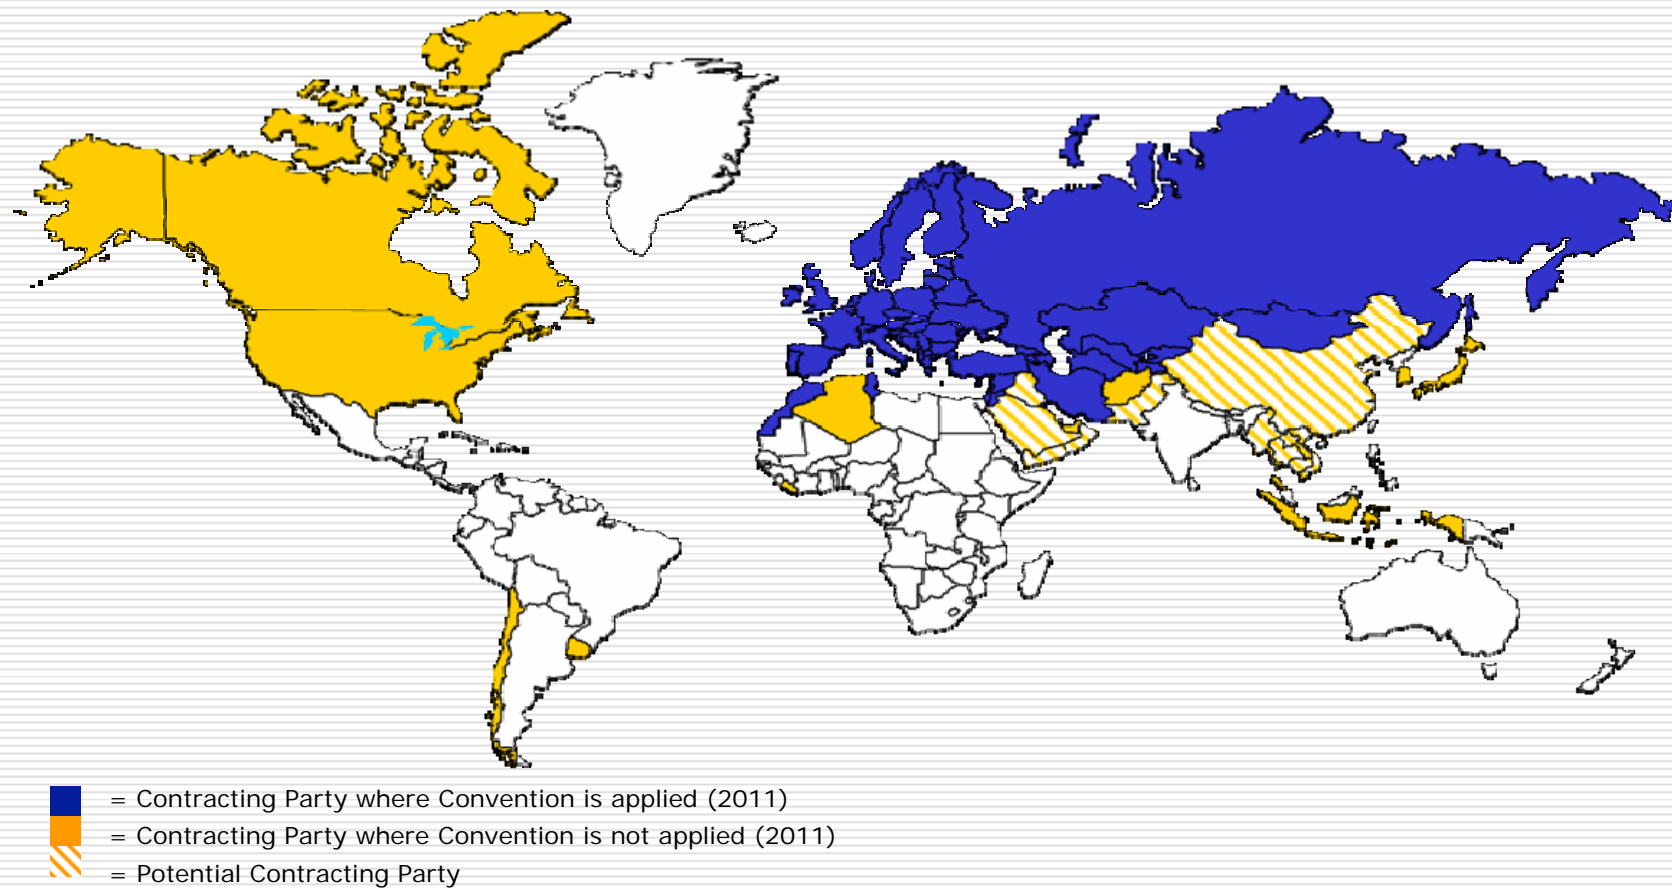 = Contracting Party where Convention is applied (2011)
= Contracting Party where Convention is not applied (2011)
= Potential Contracting Party